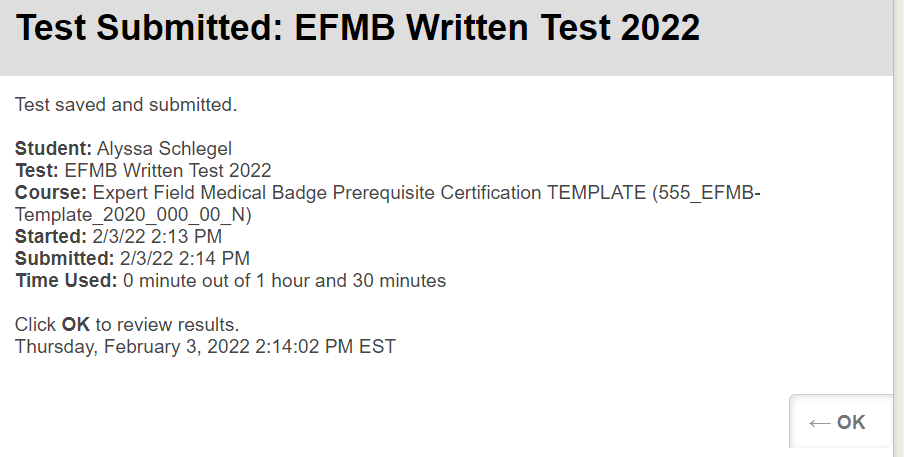 Test Submitted: EFMB Written Test 2022
Test saved and submitted.
Student: Alyssa Schlegel
Test: EFMB Written Test 2022
Course: Expert Field Medical Badge Prerequisite Certification TEMPLATE (555_EFMB-
Template_2020_000_00_N)
Started: 2/3/22 2:13 PM
Submitted: 2/3/22 2:14 PM
Time Used: 0 minute out of 1 hour and 30 minutes
Click OK to review results.
Thursday, February 3, 2022 2:14:02 PM EST
← OK